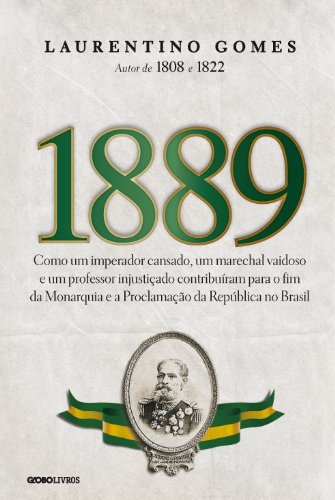 LAURENTINO GOMES
Autor de 1808 e 1822
1889
Como um imperador cansado, um marechal vaidoso
e um professor injustiçado contribuíram para o fim
da Monarquia e a Proclamação da República no Brasil
GLOBOLIVROS